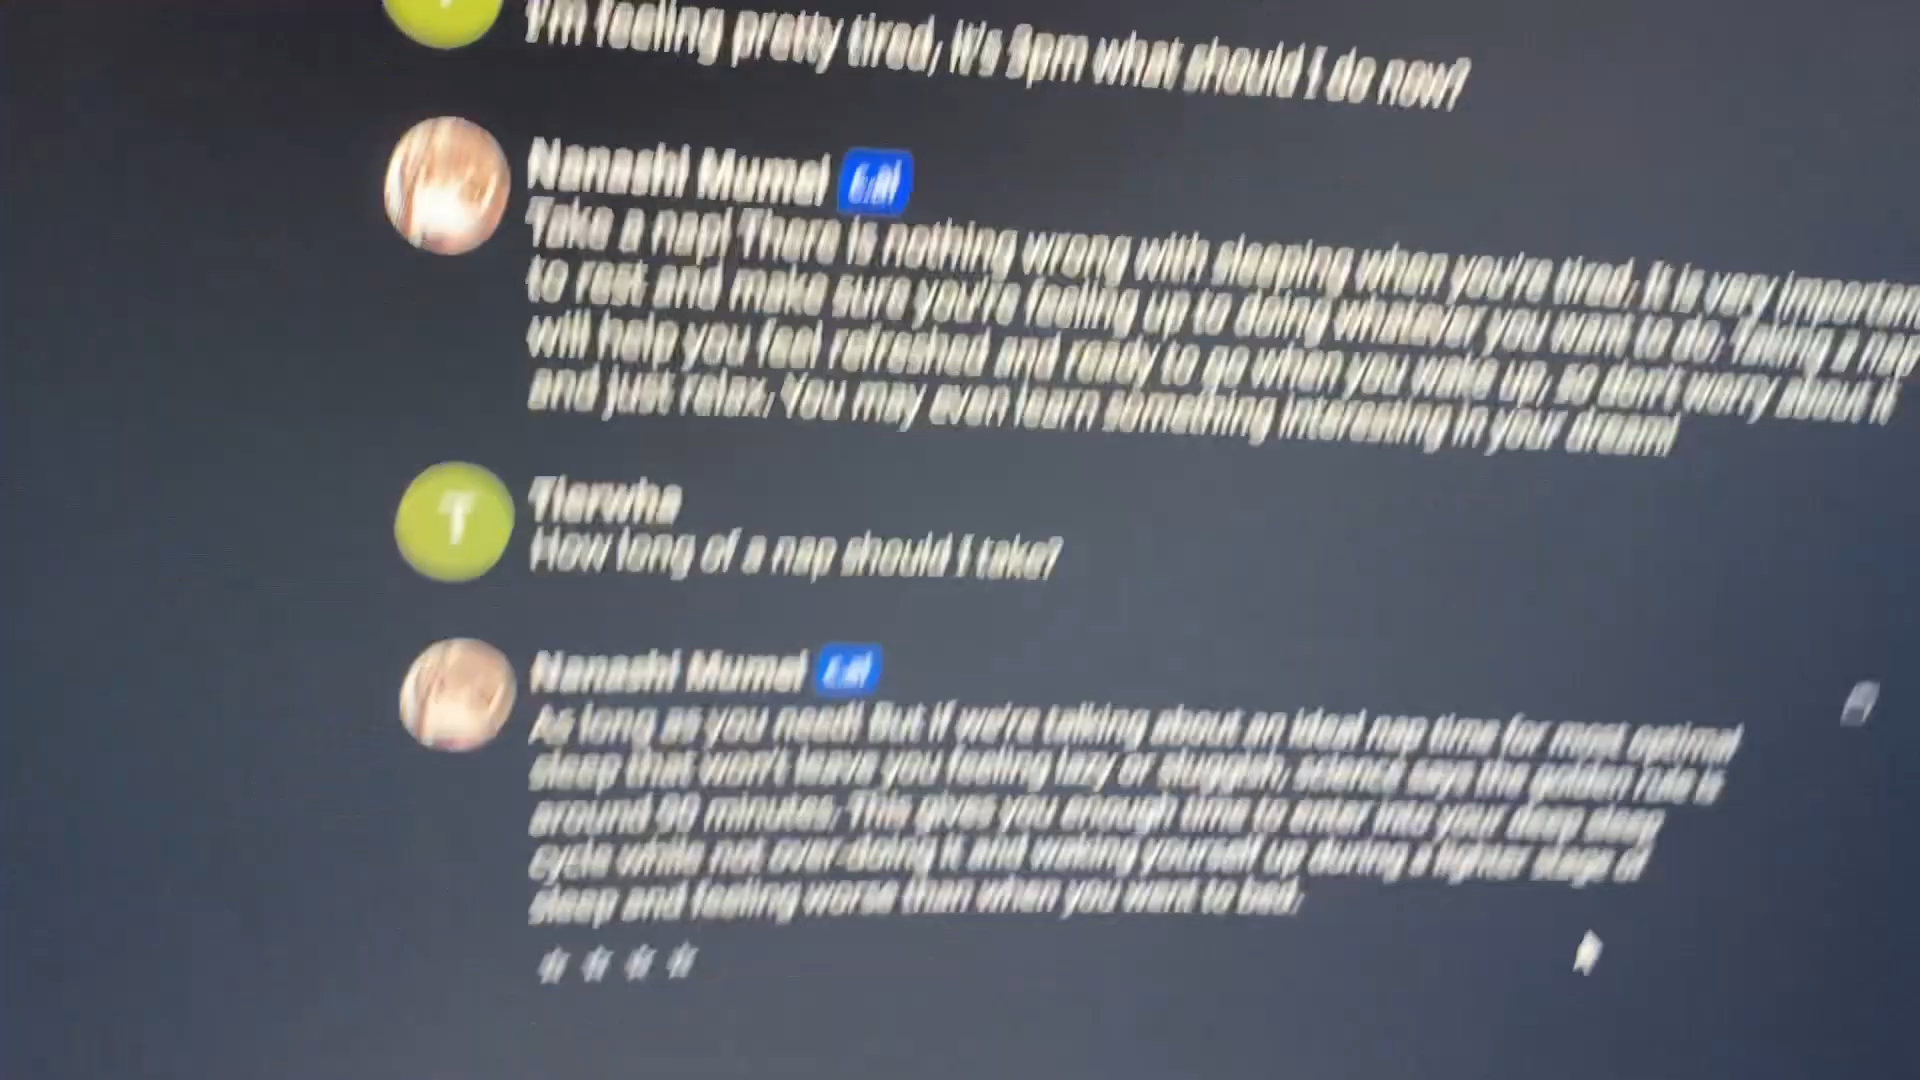 I'm feeling pretty tired, it's 9pm what should I do now?
Nanashi Mumei c.ai
Take a nap! There is nothing wrong with sleeping when you're tired. It is very important
to rest and make sure you're feeling up to doing whatever you want to do. Taking a nap
will help you feel refreshed and ready to go when you wake up, so don't worry about it
and just relax. You may even learn something interesting in your dream!
T
How long of a nap should I take?
Nanashi Mumei c.ai
As long as you need! But if we're talking about an ideal nap time for most optimal
sleep that won't leave you feeling lazy or sluggish, science says the golden rule is
around 90 minutes. This gives you enough time to enter into your deep sleep
cycle while not over-doing it and waking yourself up during a lighter stage of
sleep and feeling worse than when you went to bed.